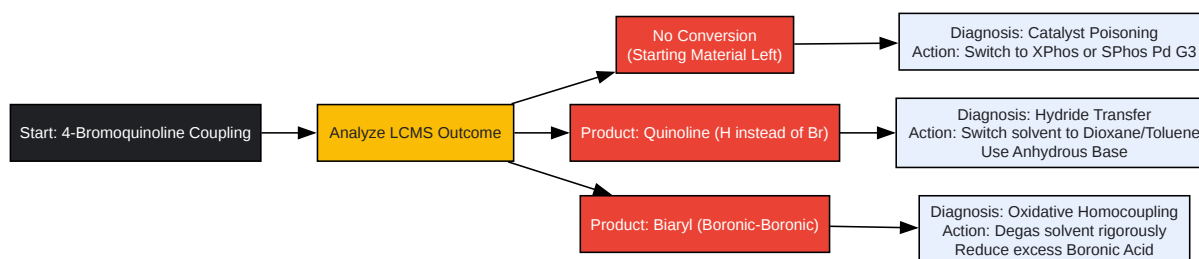 Start: 4-Bromoquinoline Coupling
Analyze LCMS Outcome
No Conversion
(Starting Material Left)
Diagnosis: Catalyst Poisoning
Action: Switch to XPhos or SPhos Pd G3
Product: Quinoline (H instead of Br)
Diagnosis: Hydride Transfer
Action: Switch solvent to Dioxane/Toluene
Use Anhydrous Base
Product: Biaryl (Boronic-Boronic)
Diagnosis: Oxidative Homocoupling
Action: Degas solvent rigorously
Reduce excess Boronic Acid